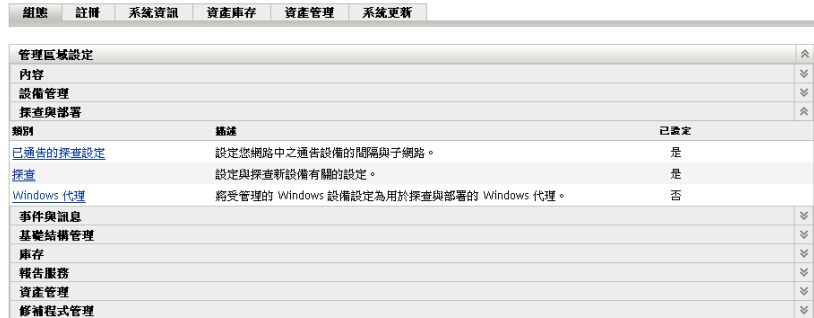 組態 註冊 系統資訊 資產庫存 資產管理 系統更新
管理區域設定
內容
設備管理
探查與部署
類別 描述 已設定
已通告的探查設定 設定您網路中之通告設備的間隔與子網路。 是
探查 設定與探查新設備有關的設定。 是
Windows 代理 將受管理的 Windows 設備設定為用於探查與部署的 Windows 代理。 否
事件與訊息
基礎結構管理
庫存
報告服務
資產管理
修補程式管理